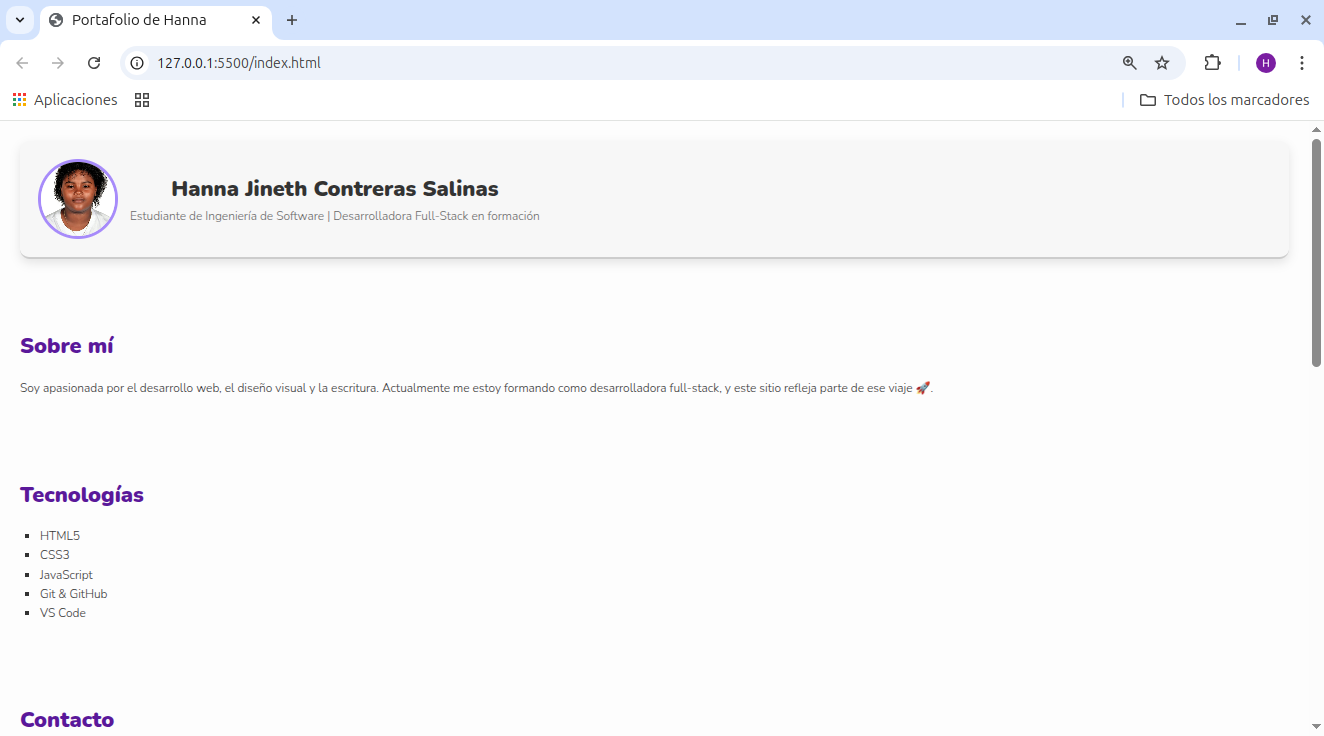 Portafolio de Hanna
127.0.0.1:5500/index.html
H
Aplicaciones
Todos los marcadores
Hanna Jineth Contreras Salinas
Estudiante de Ingeniería de Software | Desarrolladora Full-Stack en formación
Sobre mí
Soy apasionada por el desarrollo web, el diseño visual y la escritura. Actualmente me estoy formando como desarrolladora full-stack, y este sitio refleja parte de ese viaje 🚀.
Tecnologías
HTML5
CSS3
JavaScript
Git & GitHub
VS Code
Contacto